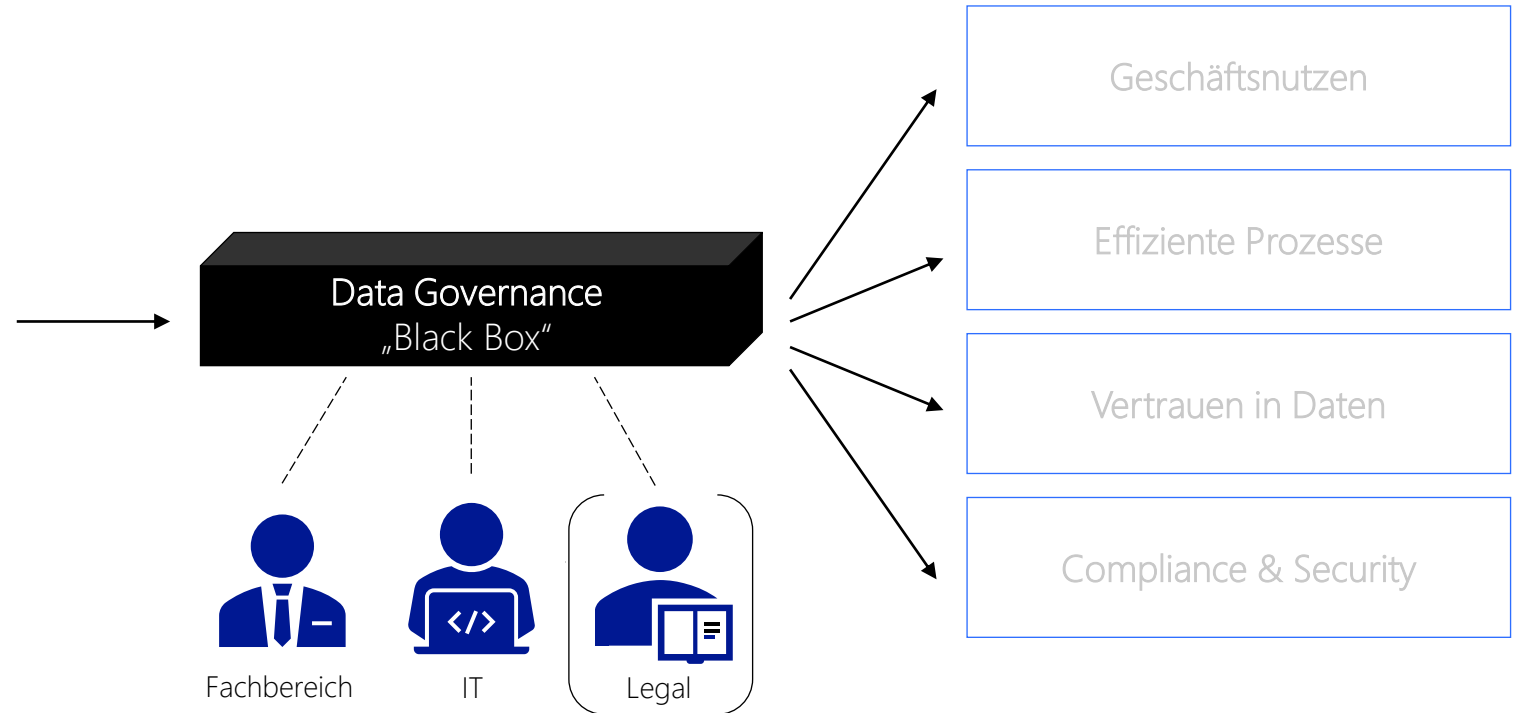 Geschäftsnutzen
Effiziente Prozesse
Data Governance
„Black Box“
Vertrauen in Daten
Compliance & Security
</>
Fachbereich
IT
Legal